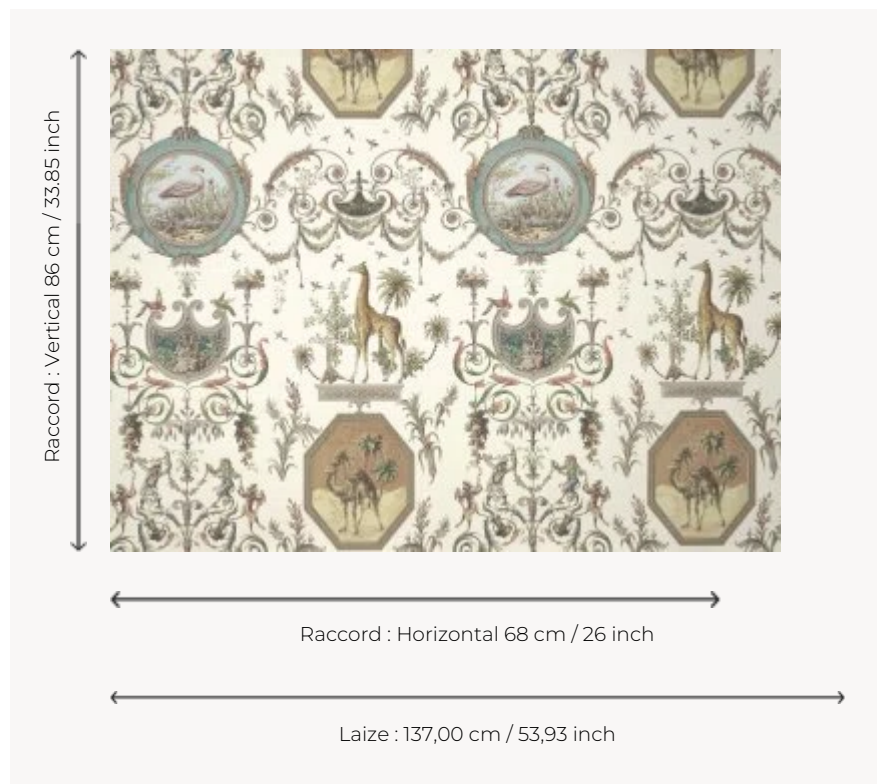 Raccord : Vertical 86 cm / 33.85 inch
Raccord : Horizontal 68 cm / 26 inch
Laize : 137,00 cm / 53,93 inch